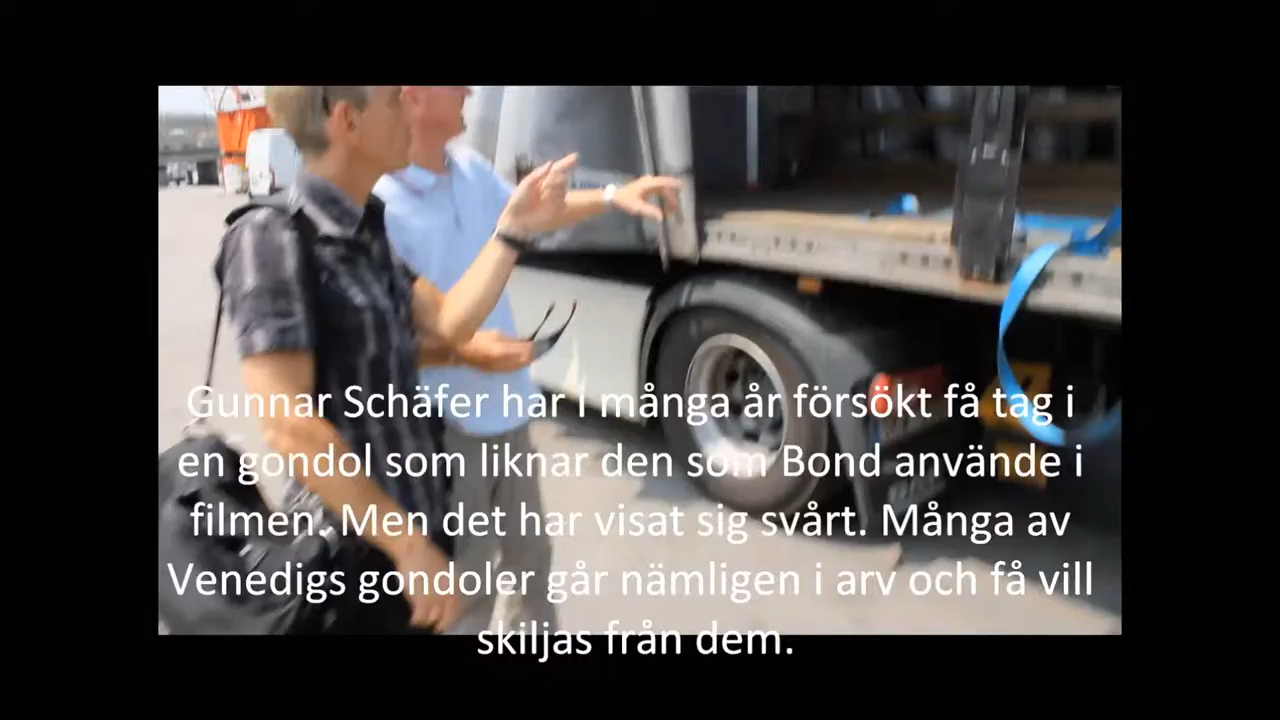 Gunnar Schäfer har i många år försökt få tag i
en gondol som liknar den som Bond använde i
filmen. Men det har visat sig svårt. Många av
Venedigs gondoler går nämligen i arv och få vill
skiljas från dem.